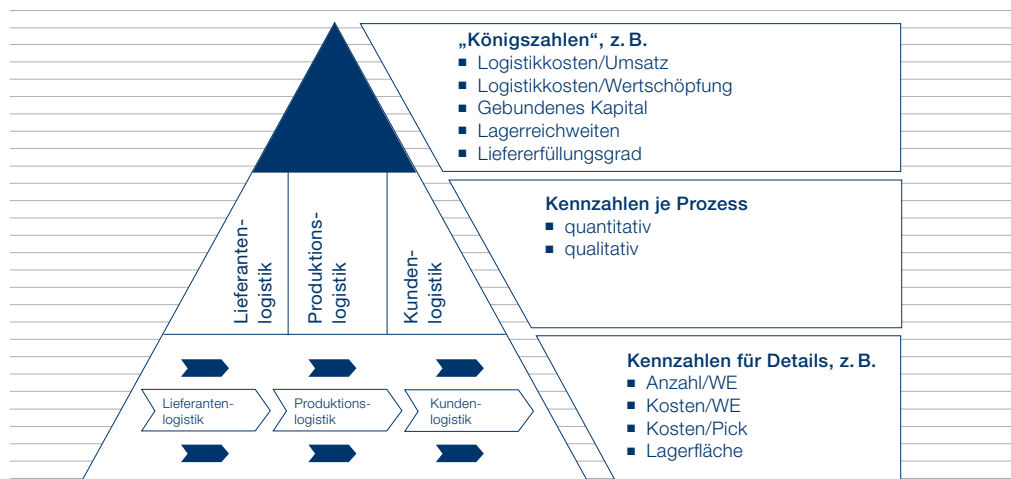 „Königszahlen“, z. B.
■ Logistikkosten/Umsatz
■ Logistikkosten/Wertschöpfung
■ Gebundenes Kapital
■ Lagerreichweiten
■ Liefererfüllungsgrad
Lieferanten-
logistik
Produktions-
logistik
Kunden-
logistik
Kennzahlen je Prozess
■ quantitativ
■ qualitativ
Lieferanten-
logistik
Produktions-
logistik
Kunden-
logistik
Kennzahlen für Details, z. B.
■ Anzahl/WE
■ Kosten/WE
■ Kosten/Pick
■ Lagerfläche